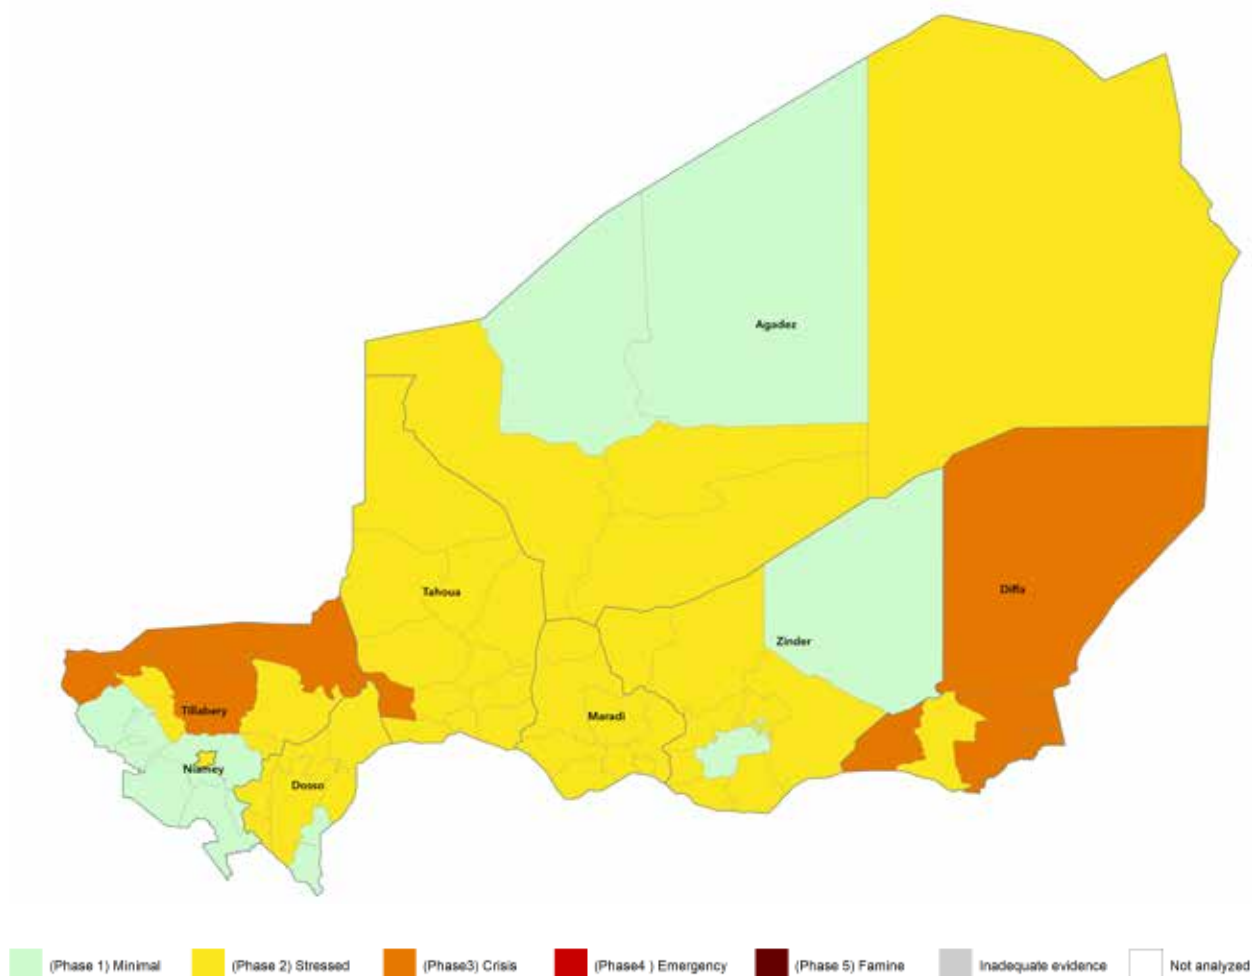 Agadez
Tahoua
Diffa
Zinder
Tillabery
Maradi
Niamey
Dosso
(Phase 1) Minimal
(Phase 2) Stressed
(Phase3) Crisis
(Phase4 ) Emergency
(Phase 5) Famine
Inadequate evidence
Not analyzed